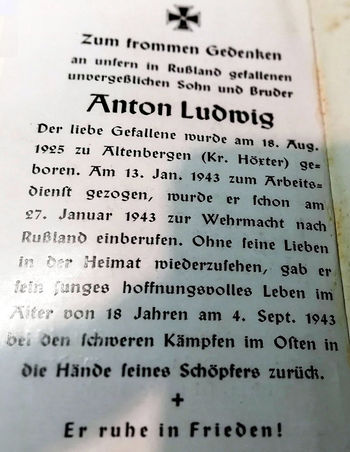 Zum frommen Gedenken
an unsern in Rußland gefallenen
unvergeßlichen Sohn und Bruder
Anton Ludwig
Der liebe Gefallene wurde am 18. Aug.
1925 zu Altenbergen (Kr. Höxter) ge-
boren. Am 13. Jan. 1943 zum Arbeits-
dienst gezogen, wurde er schon am
27. Januar 1943 zur Wehrmacht nach
Rußland einberufen. Ohne seine Lieben
in der Heimat wiederzusehen, gab er
sein junges hoffnungsvolles Leben im
Alter von 18 Jahren am 4. Sept. 1943
bei den schweren Kämpfen im Osten in
die Hände seines Schöpfers zurück.
Er ruhe in Frieden!